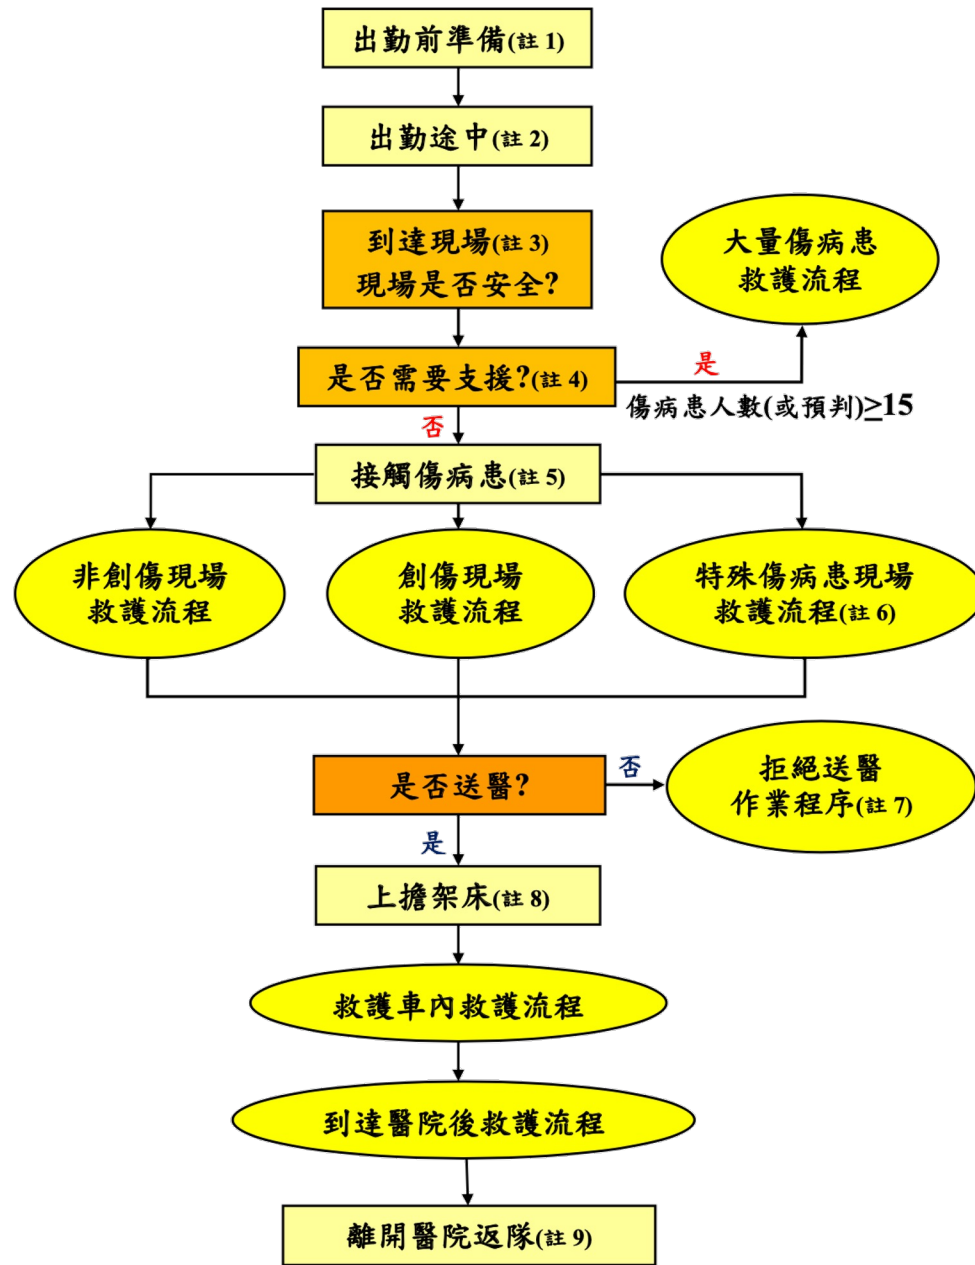 出勤前準備(註 1)
出勤途中(註 2)
到達現場(註 3)
現場是否安全?
大量傷病患
救護流程
是否需要支援?(註 4)
是
傷病患人數(或預判)≥15
否
接觸傷病患(註 5)
非創傷現場
救護流程
創傷現場
救護流程
特殊傷病患現場
救護流程(註 6)
是否送醫?
否
拒絕送醫
作業程序(註 7)
是
上擔架床(註 8)
救護車內救護流程
到達醫院後救護流程
離開醫院返隊(註 9)